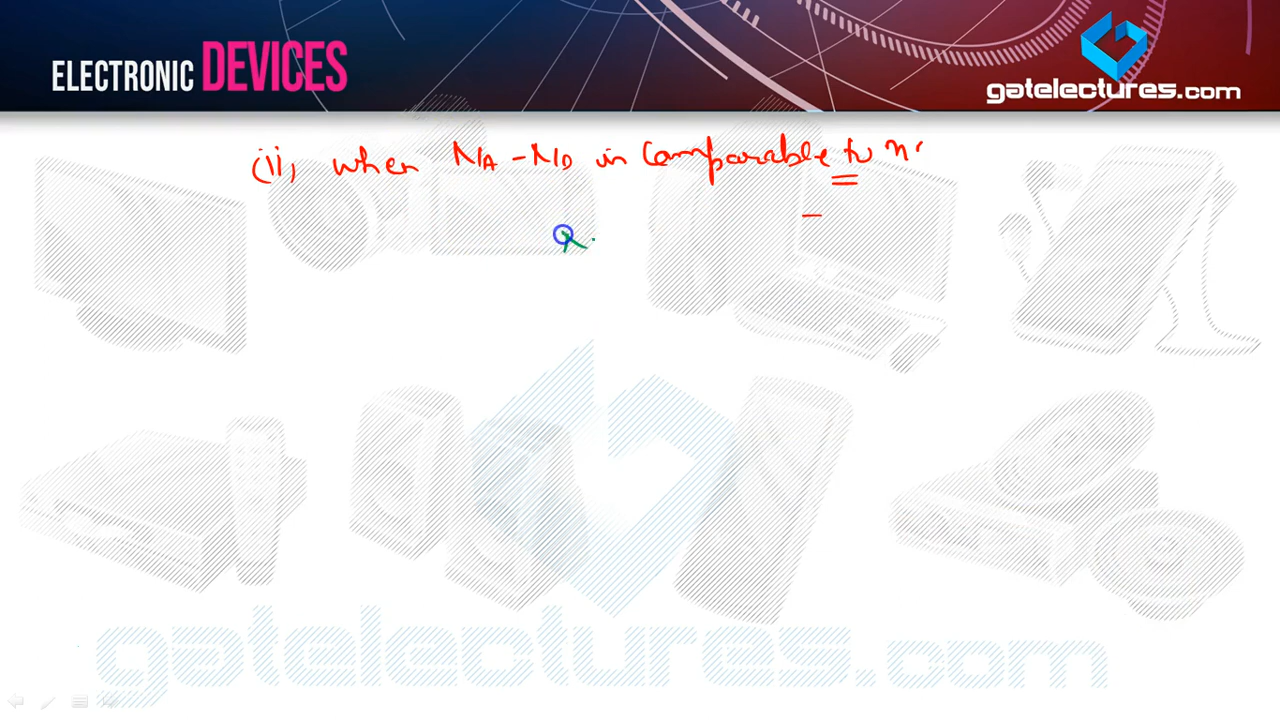 ELECTRONIC DEVICES
gatelectures.com
(ii) when NA - ND is Comparable to ni
gatelectures.com